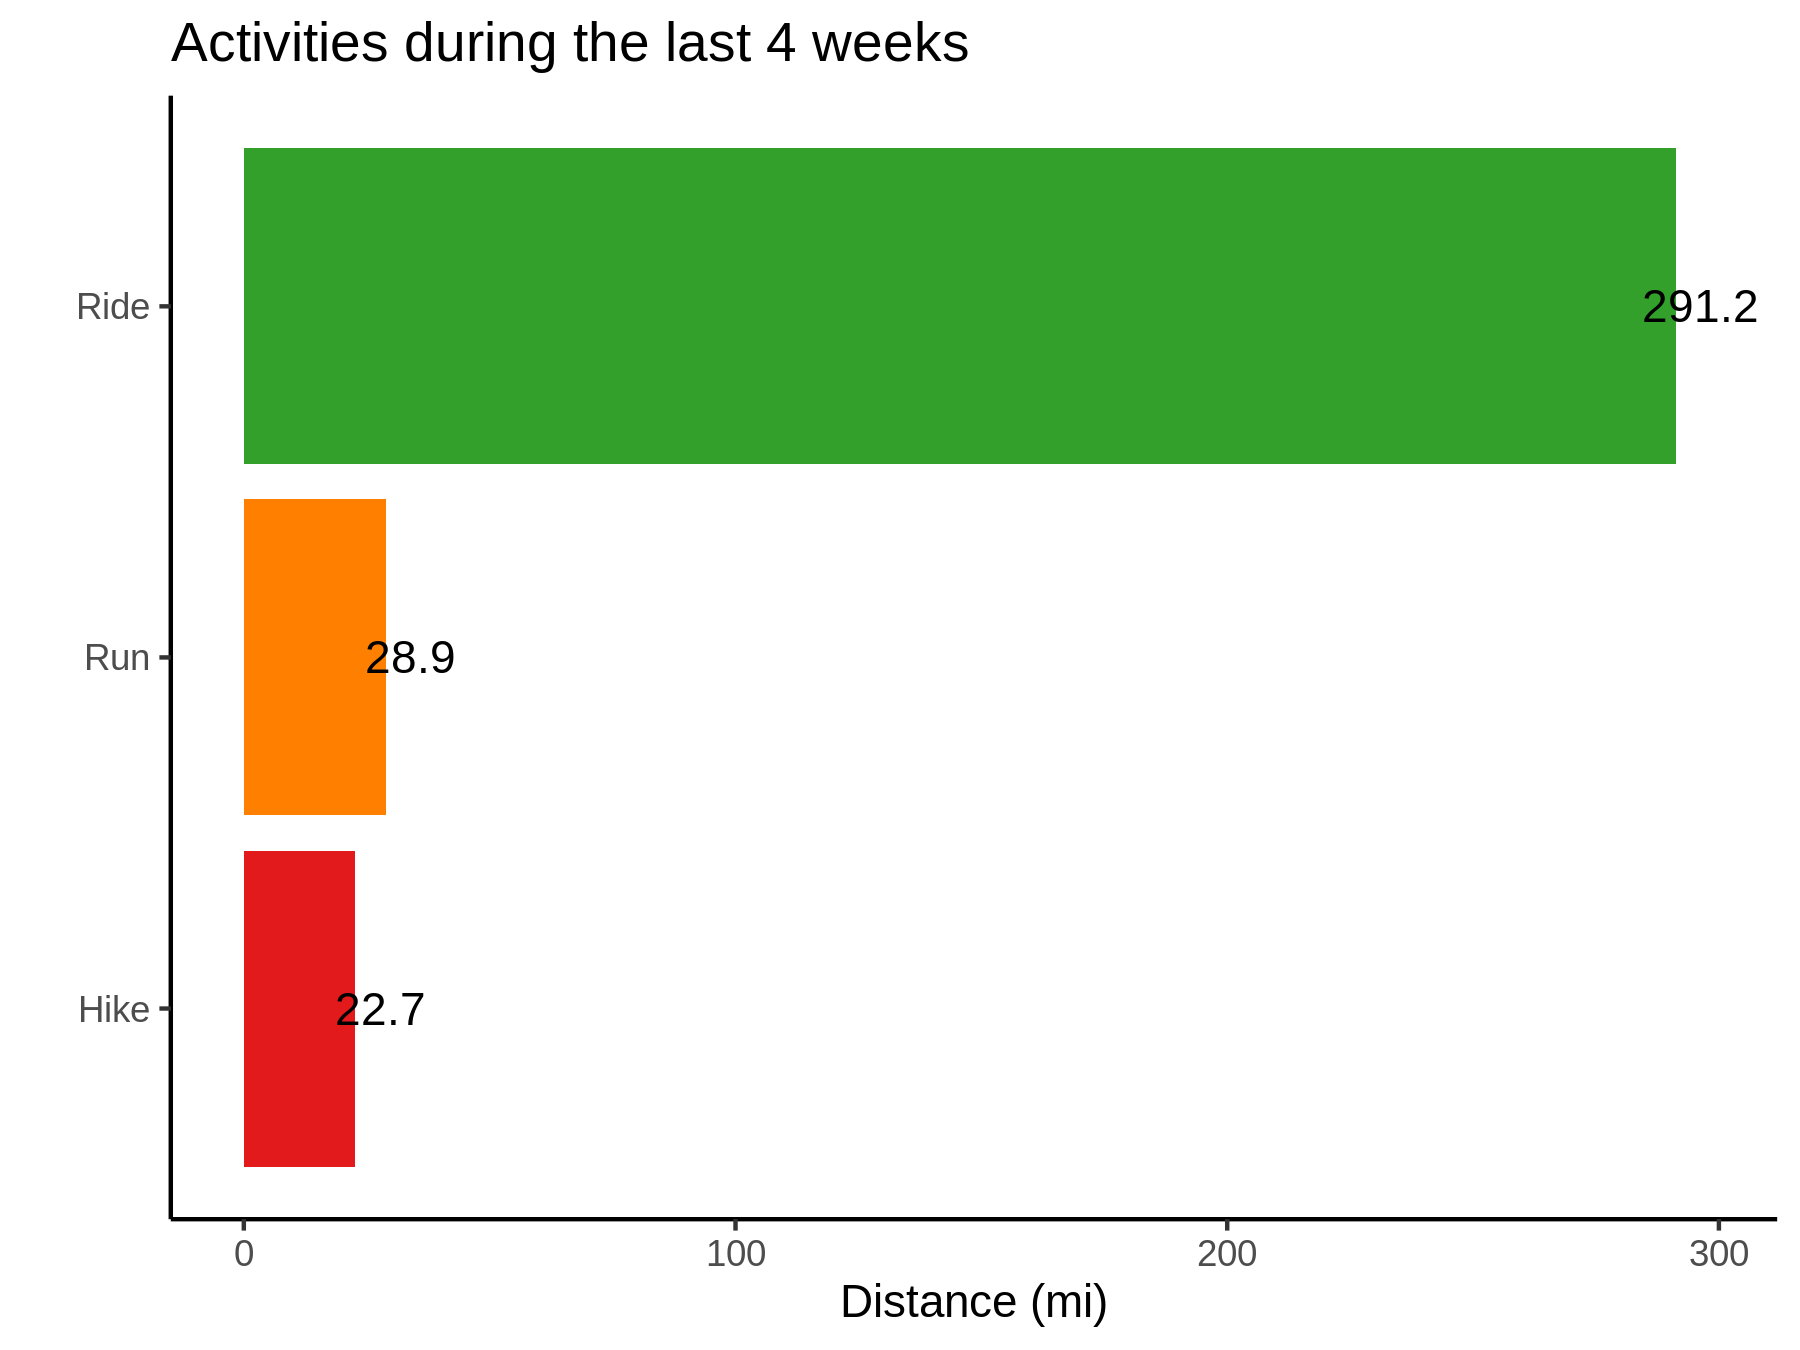 Activities during the last 4 weeks
Ride
291.2
Run
28.9
Hike
22.7
0 100 200 300
Distance (mi)